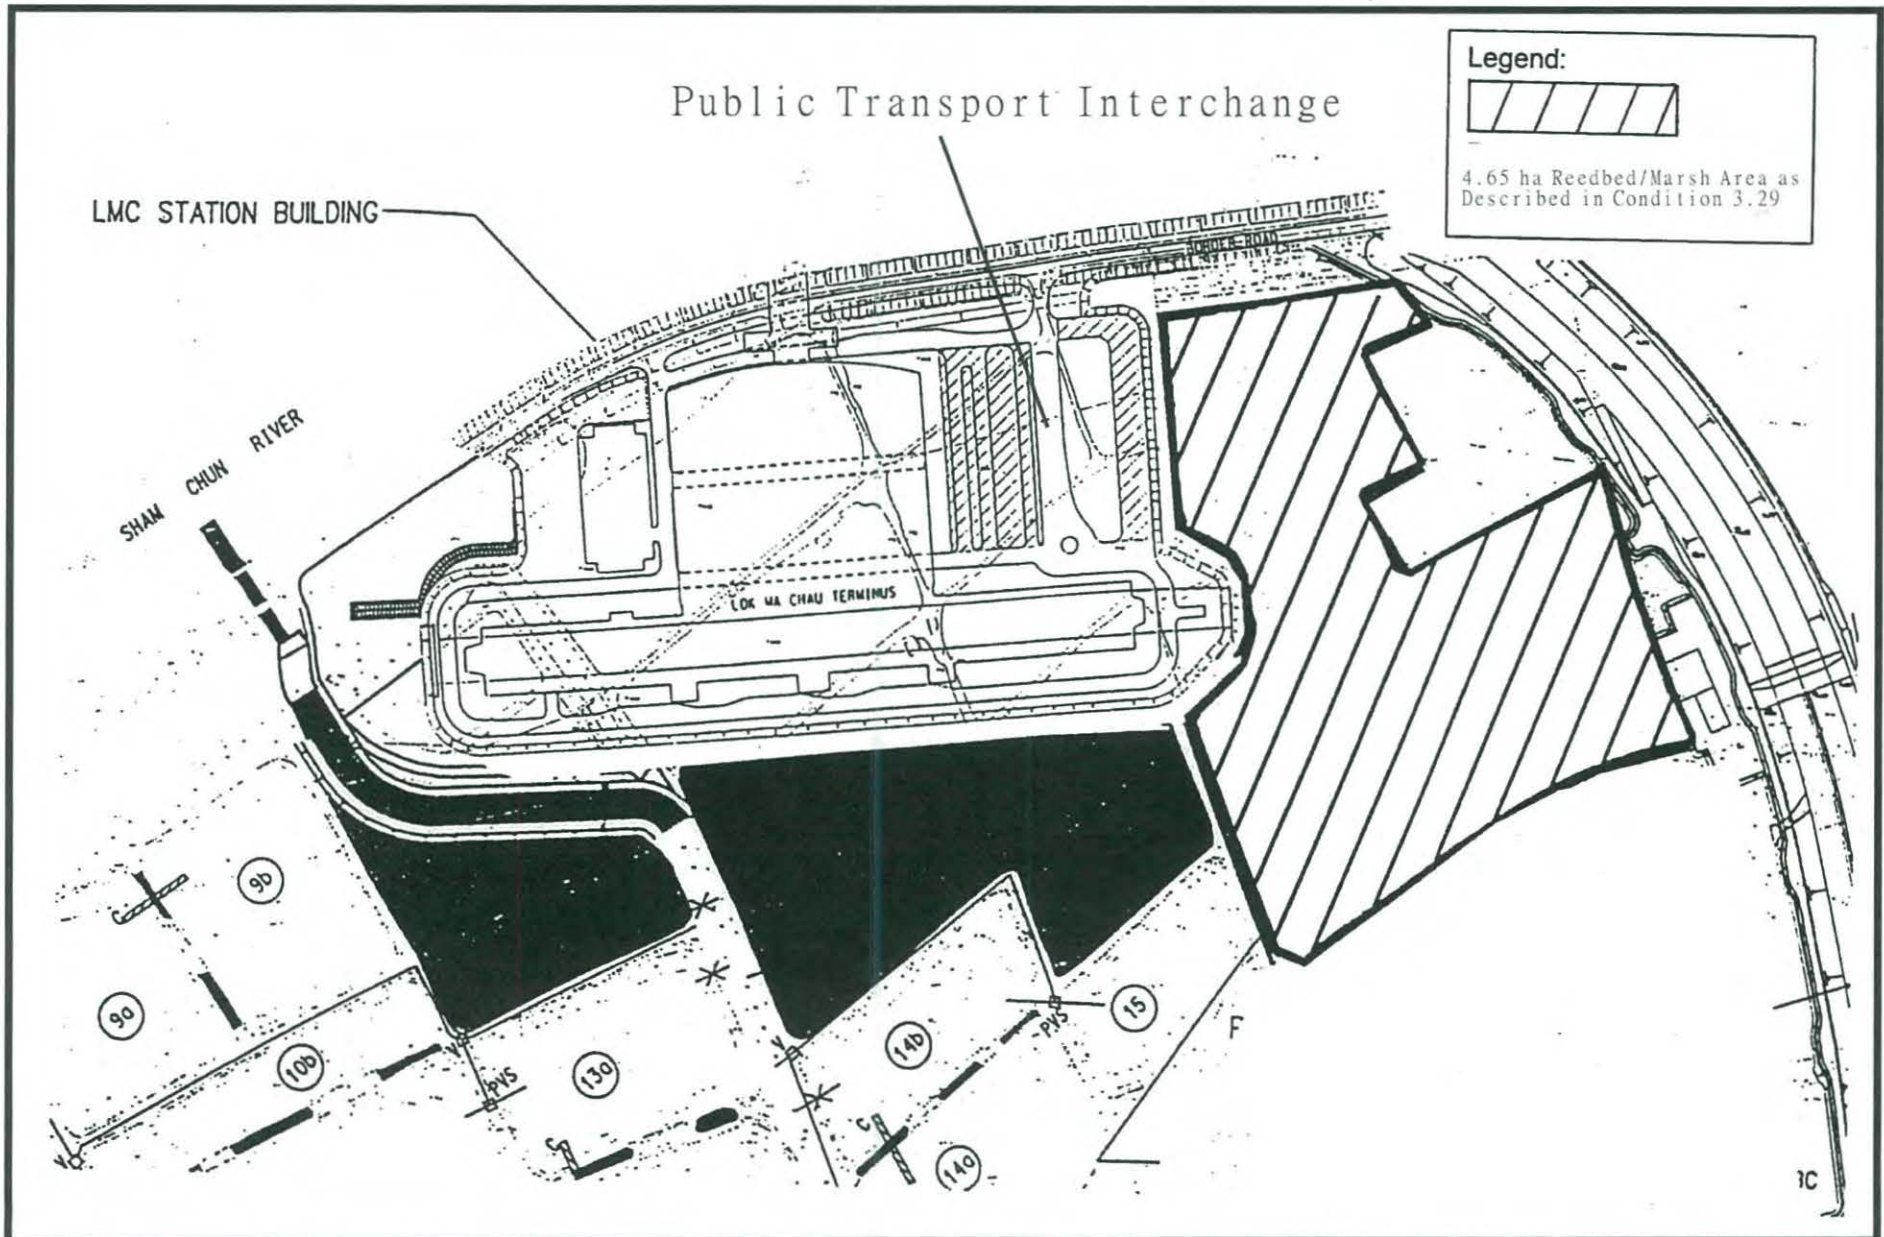 Legend:
4.65 ha Reedbed/Marsh Area as
Described in Condition 3.29
Public Transport Interchange
LMC STATION BUILDING
SHAM CHUN RIVER
LOK MA CHAU TERMINUS
9b
9a
10b
13a
14b
14a
15
PVS
PVS
C
C
C
F